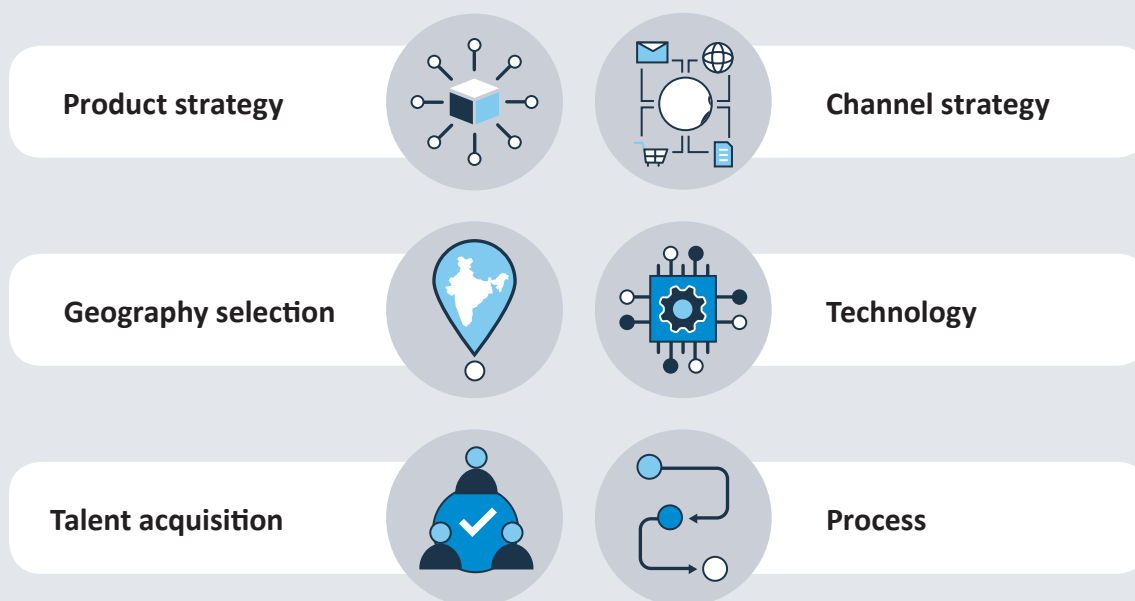 Product strategy
Channel strategy
Geography selection
Technology
Talent acquisition
Process